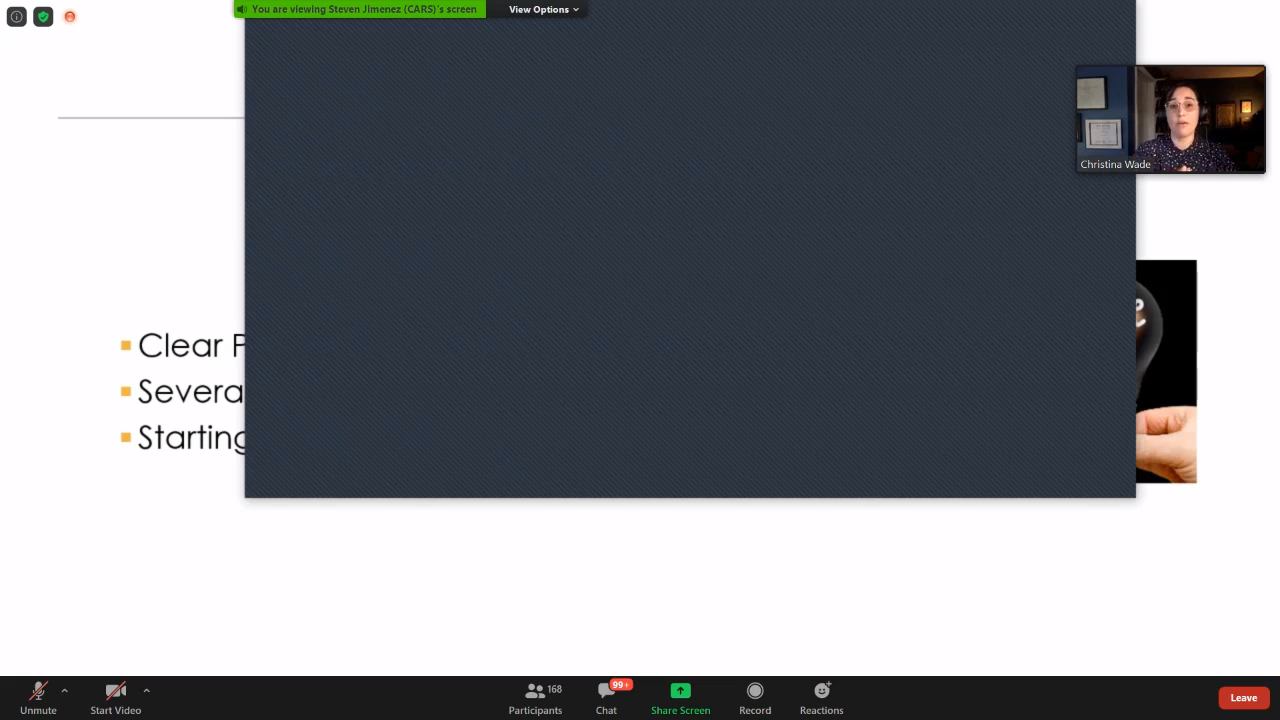 You are viewing Steven Jimenez (CARS)'s screen
View Options
Christina Wade
Clear P
Severa
Starting
Unmute
Start Video
168
Participants
99+
Chat
Share Screen
Record
Reactions
Leave